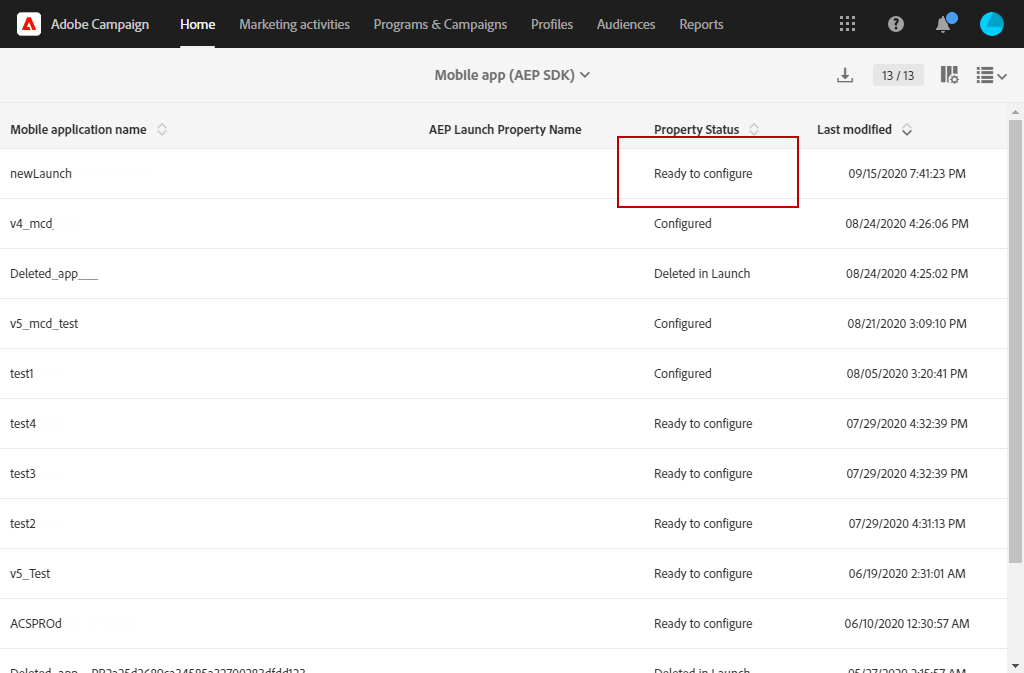 Adobe Campaign Home Marketing activities Programs & Campaigns Profiles Audiences Reports
Mobile app (AEP SDK) 13 / 13
Mobile application name AEP Launch Property Name Property Status Last modified
newLaunch Ready to configure 09/15/2020 7:41:23 PM
v4_mcd Configured 08/24/2020 4:26:06 PM
Deleted_app___ Deleted in Launch 08/24/2020 4:25:02 PM
v5_mcd_test Configured 08/21/2020 3:09:10 PM
test1 Configured 08/05/2020 3:20:41 PM
test4 Ready to configure 07/29/2020 4:32:39 PM
test3 Ready to configure 07/29/2020 4:32:39 PM
test2 Ready to configure 07/29/2020 4:31:13 PM
v5_Test Ready to configure 06/19/2020 2:31:01 AM
ACSPROd Ready to configure 06/10/2020 12:30:57 AM
Deleted in Launch 05/27/2020 2:15:57 AM